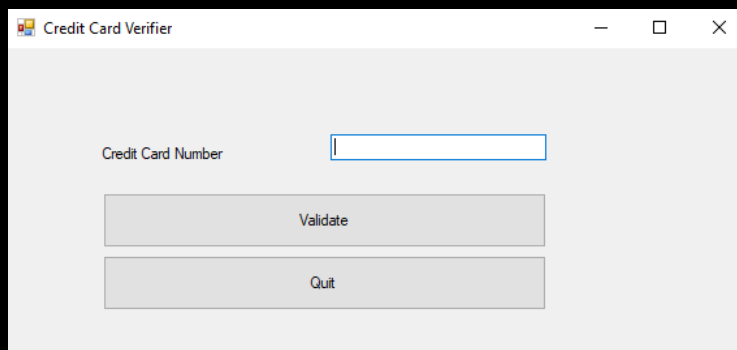 Credit Card Verifier
Credit Card Number
Validate
Quit